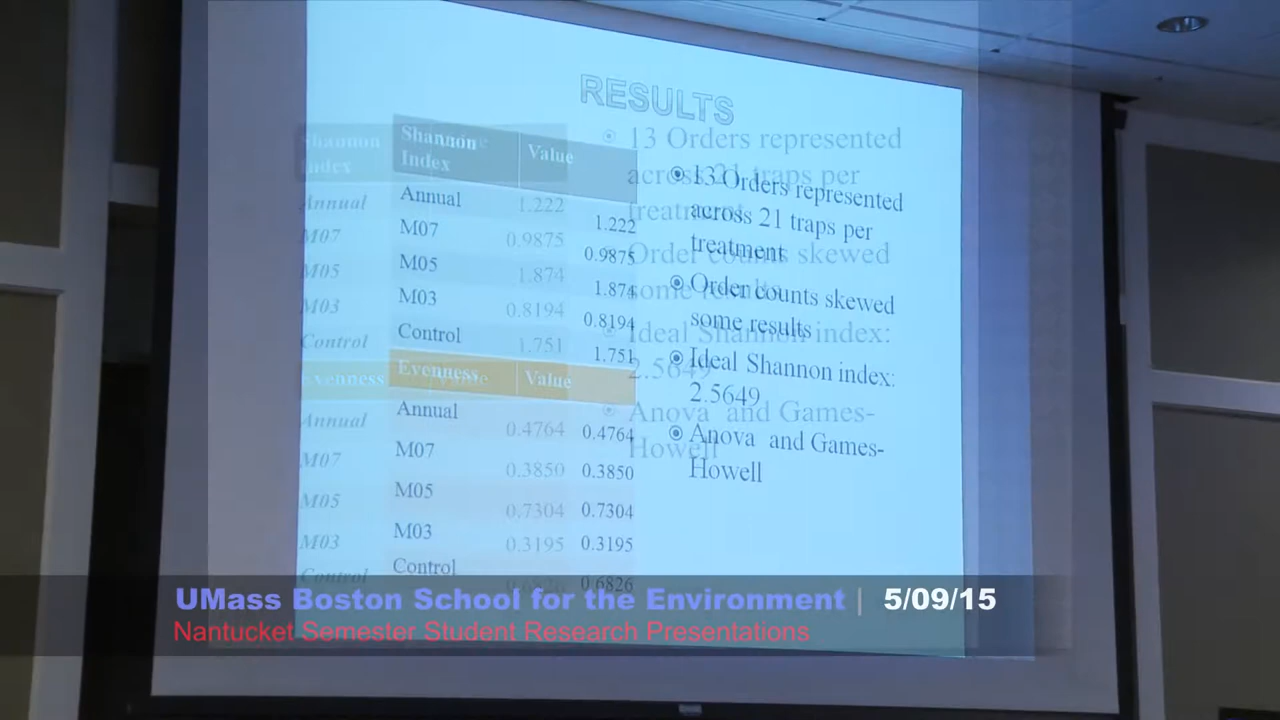 RESULTS
Shannon Index
Value
Annual
1.222
M07
0.9875
M05
1.874
M03
0.8194
Control
1.751
Evenness
Value
Annual
0.4764
M07
0.3850
M05
0.7304
M03
0.3195
Control
0.6826
13 Orders represented
across 21 traps per
treatment
Order counts skewed
some results
Ideal Shannon index:
2.5649
Anova and Games-
Howell
UMass Boston School for the Environment | 5/09/15
Nantucket Semester Student Research Presentations